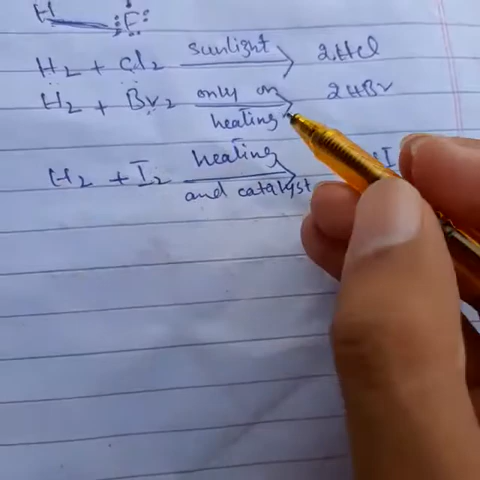 H :F:
H₂ + Cl₂ sunlight 2HCl
H₂ + Br₂ only on heating 2HBr
H₂ + I₂ heating and catalyst I